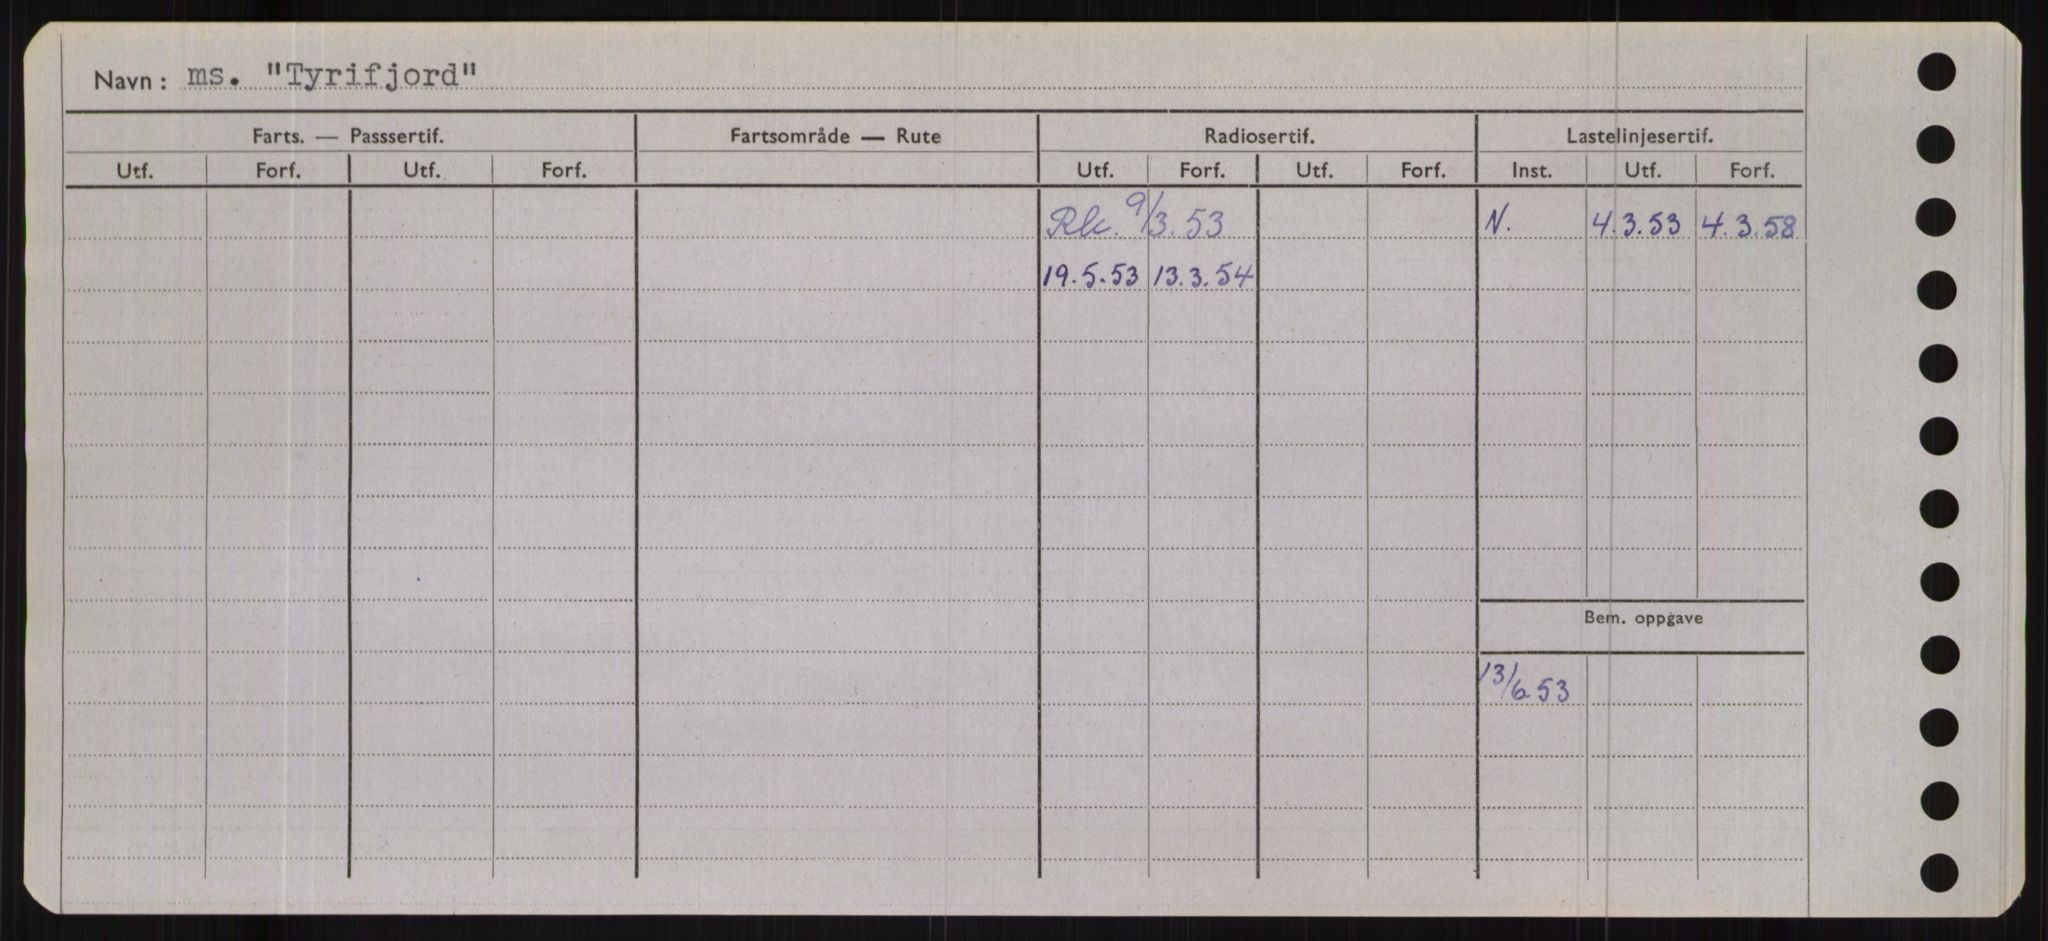 Navn: ms. "Tyrifjord"
Farts. — Passsertif. Fartsområde — Rute Radiosertif. Lastelinjesertif.
Utf. Forf. Utf. Forf. Utf. Forf. Utf. Forf. Inst. Utf. Forf.
Rk. 9/3.53 N. 4.3.53 4.3.58
19.5.53 13.3.54
Bem. oppgave
13/6.53